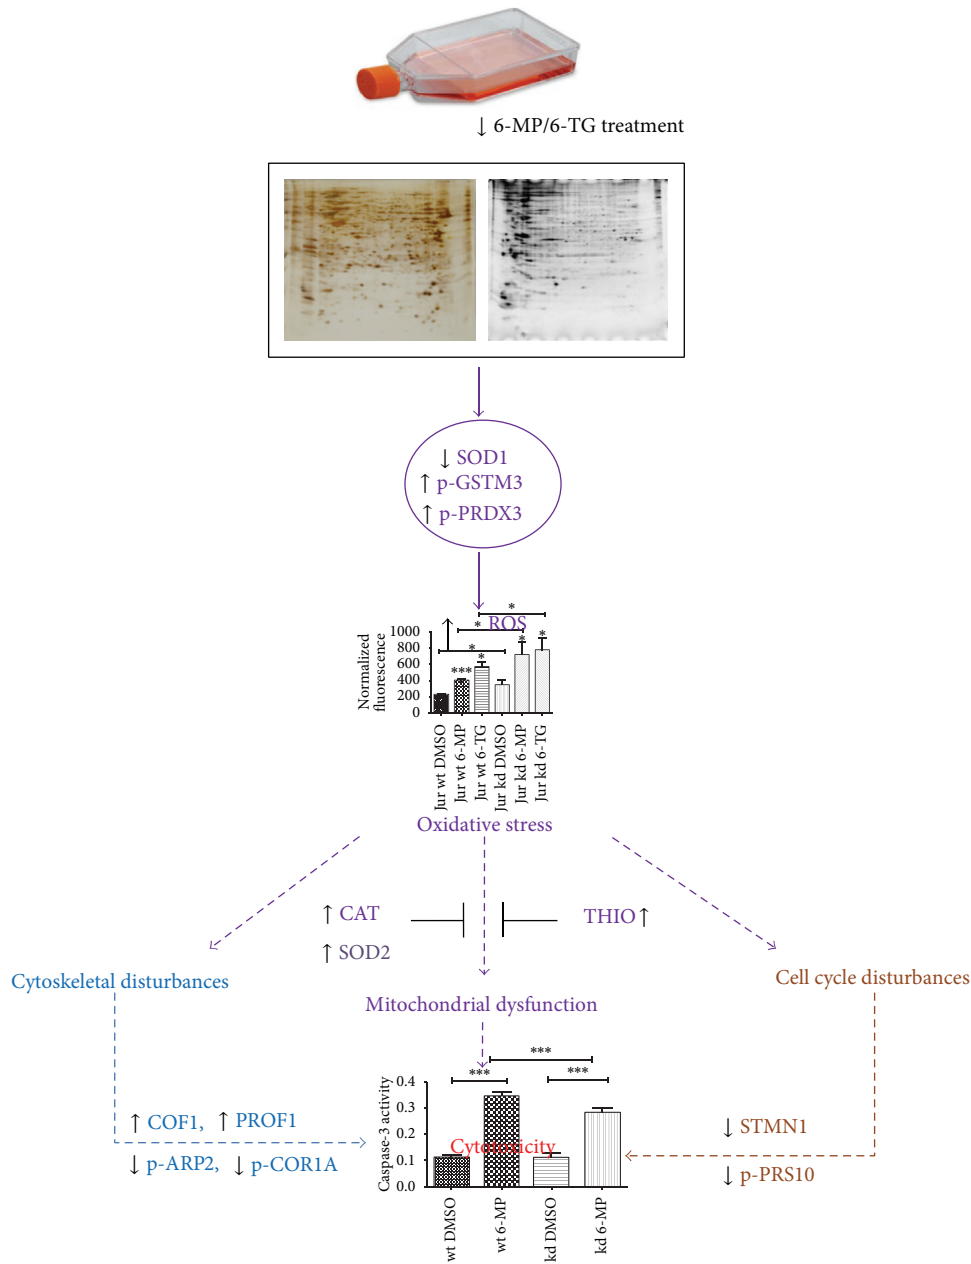 ↓ 6-MP/6-TG treatment
↓ SOD1
↑ p-GSTM3
↑ p-PRDX3
ROS
*
*
*
*
*
*
***
Normalized
fluorescence
1000
800
600
400
200
0
Jur wt DMSO
Jur wt 6-MP
Jur wt 6-TG
Jur kd DMSO
Jur kd 6-MP
Jur kd 6-TG
Oxidative stress
↑ CAT
↑ SOD2
THIO ↑
Cytoskeletal disturbances
Mitochondrial dysfunction
Cell cycle disturbances
↑ COF1, ↑ PROF1
↓ p-ARP2, ↓ p-COR1A
***
***
***
Caspase-3 activity
0.4
0.3
0.2
0.1
0.0
Cytotoxicity
wt DMSO
wt 6-MP
kd DMSO
kd 6-MP
↓ STMN1
↓ p-PRS10